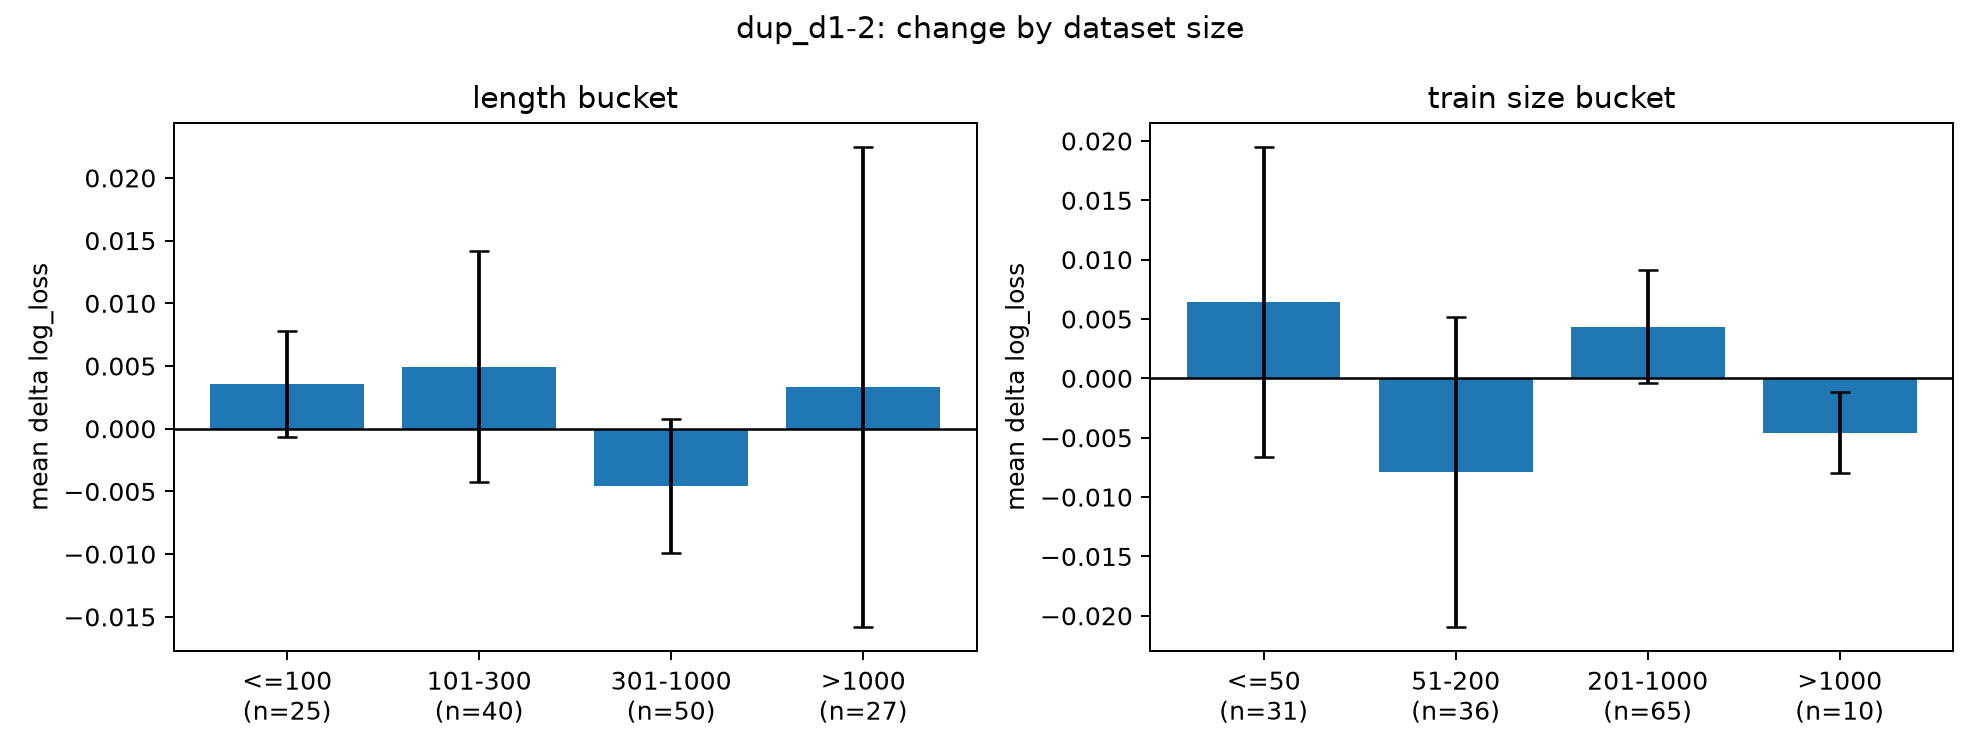 dup_d1-2: change by dataset size
length bucket
mean delta log_loss
0.020
0.015
0.010
0.005
0.000
−0.005
−0.010
−0.015
<=100
(n=25)
101-300
(n=40)
301-1000
(n=50)
>1000
(n=27)
train size bucket
mean delta log_loss
0.020
0.015
0.010
0.005
0.000
−0.005
−0.010
−0.015
−0.020
<=50
(n=31)
51-200
(n=36)
201-1000
(n=65)
>1000
(n=10)